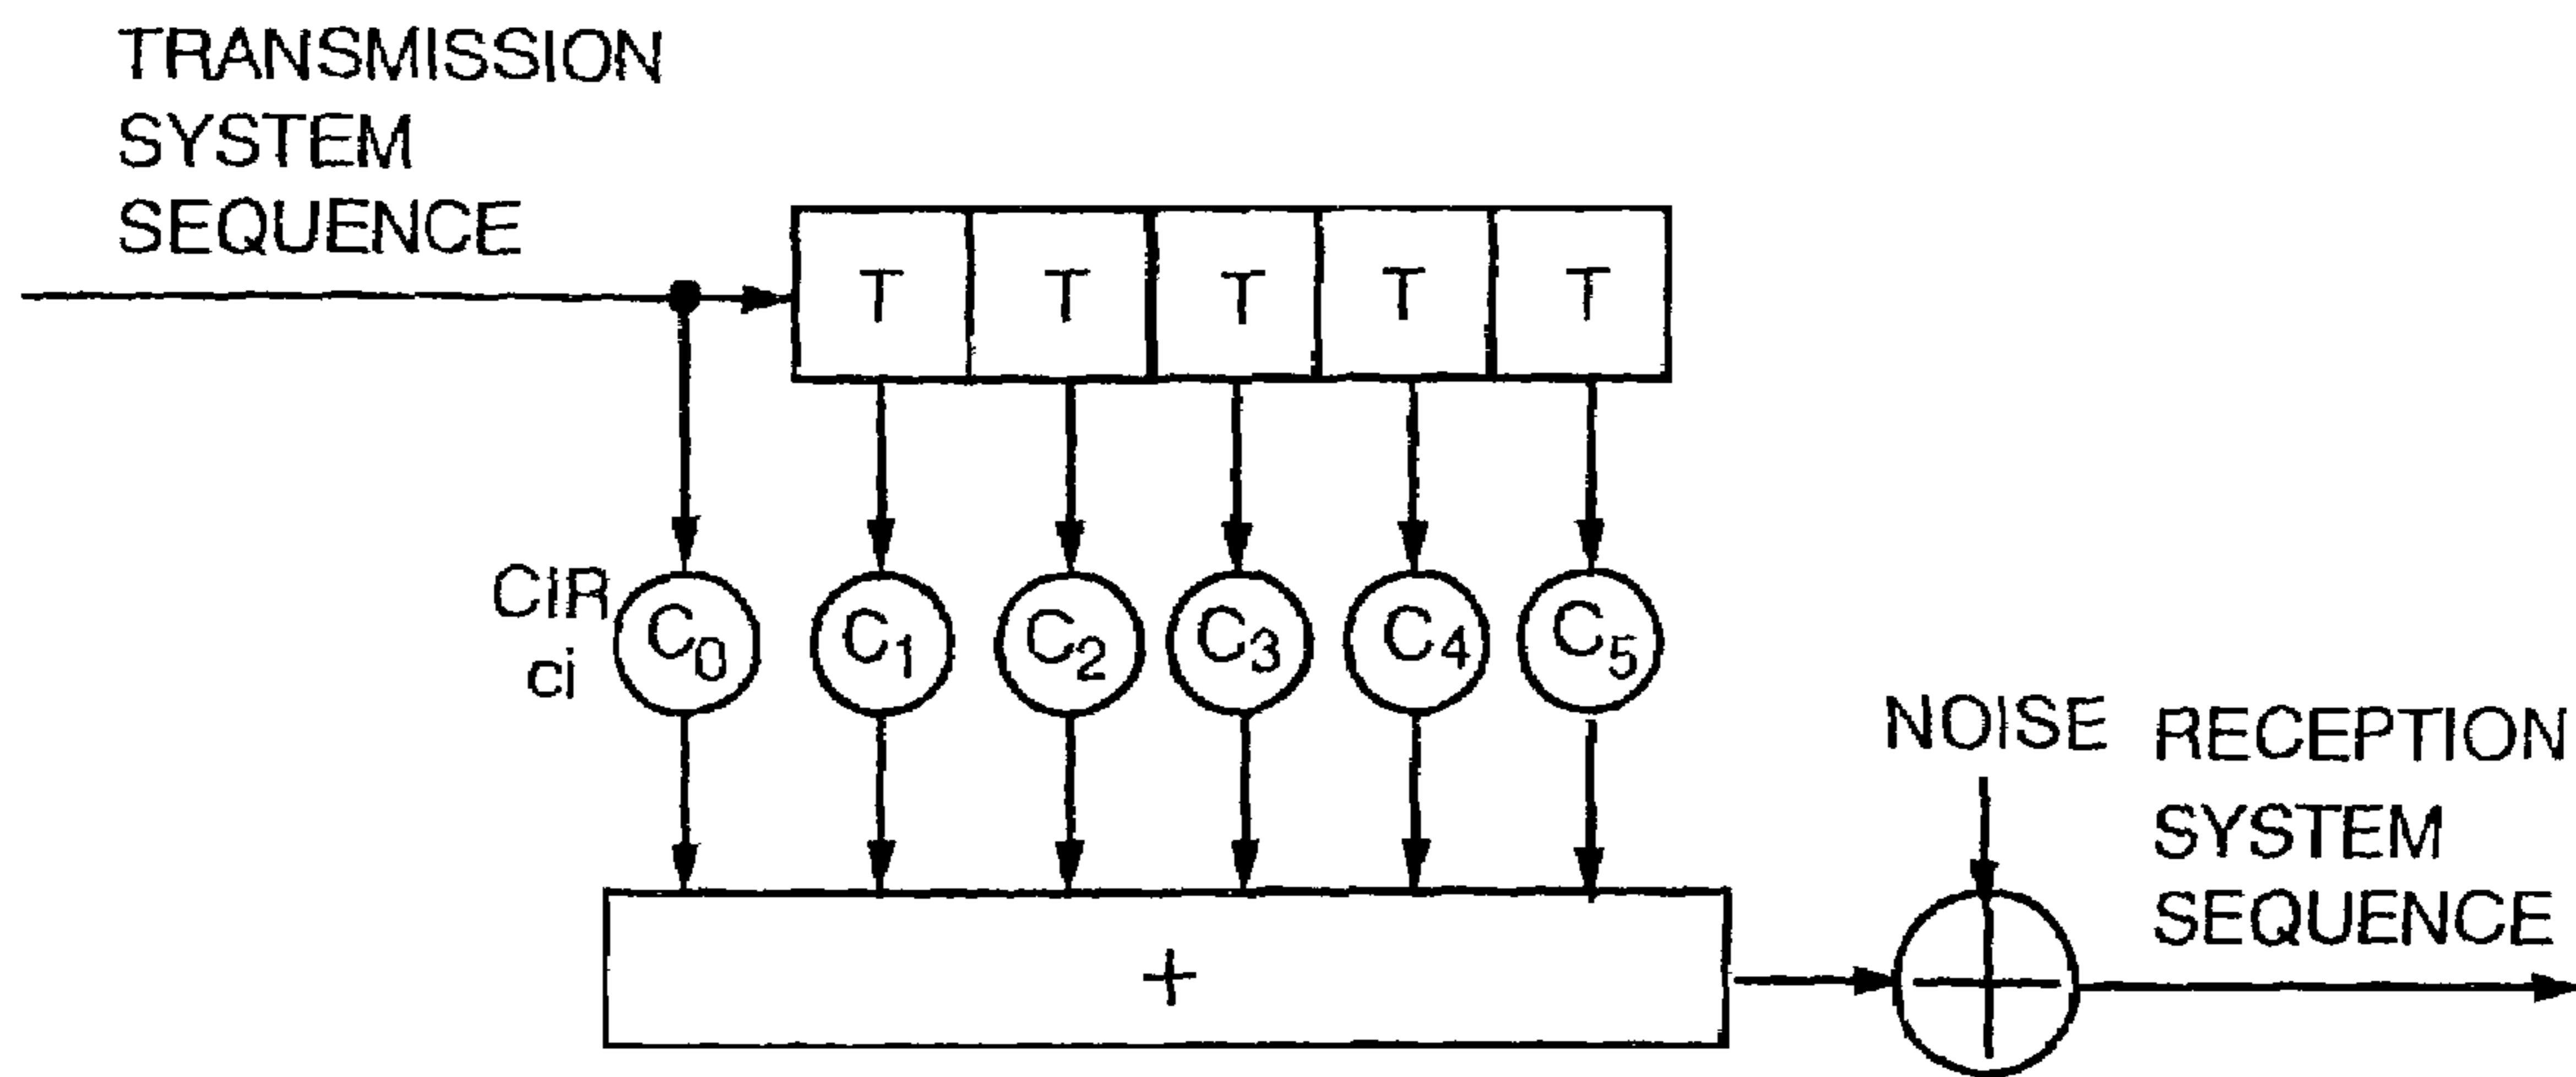 TRANSMISSION
SYSTEM
SEQUENCE
T T T T T
CIR
ci
C0 C1 C2 C3 C4 C5
+
NOISE
RECEPTION
SYSTEM
SEQUENCE